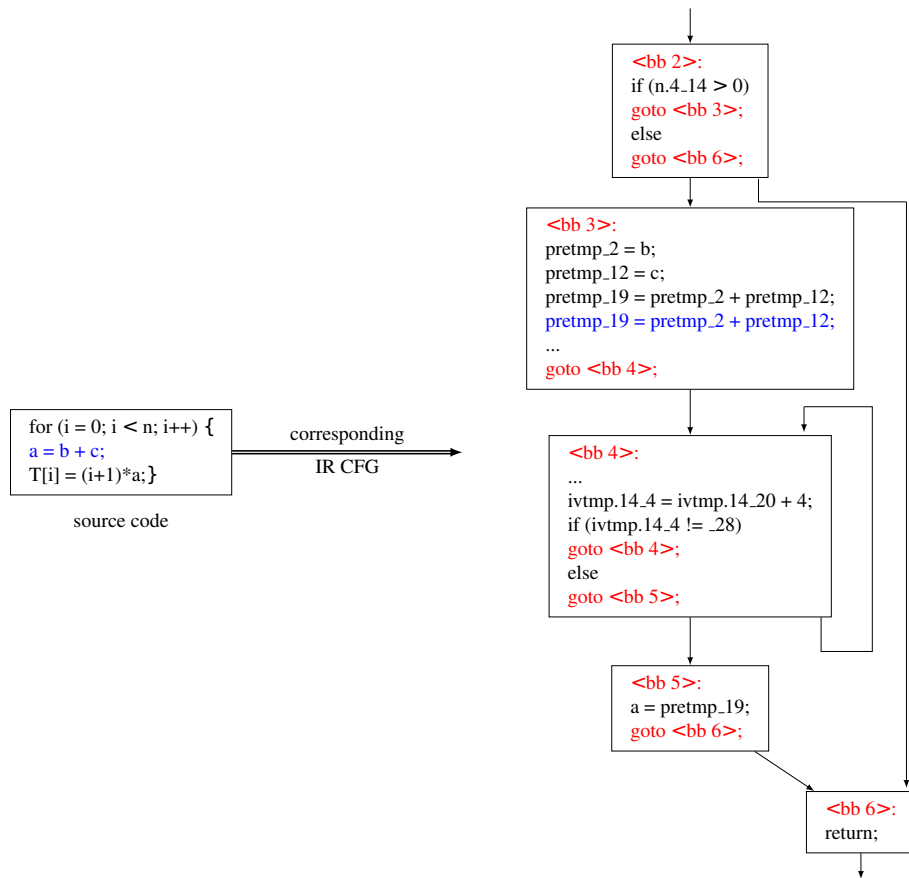 for (i = 0; i < n; i++) {
a = b + c;
T[i] = (i+1)*a;}
source code
corresponding
IR CFG
<bb 2>:
if (n.4_14 > 0)
goto <bb 3>;
else
goto <bb 6>;
<bb 3>:
pretmp_2 = b;
pretmp_12 = c;
pretmp_19 = pretmp_2 + pretmp_12;
pretmp_19 = pretmp_2 + pretmp_12;
...
goto <bb 4>;
<bb 4>:
...
ivtmp.14_4 = ivtmp.14_20 + 4;
if (ivtmp.14_4 != _28)
goto <bb 4>;
else
goto <bb 5>;
<bb 5>:
a = pretmp_19;
goto <bb 6>;
<bb 6>:
return;